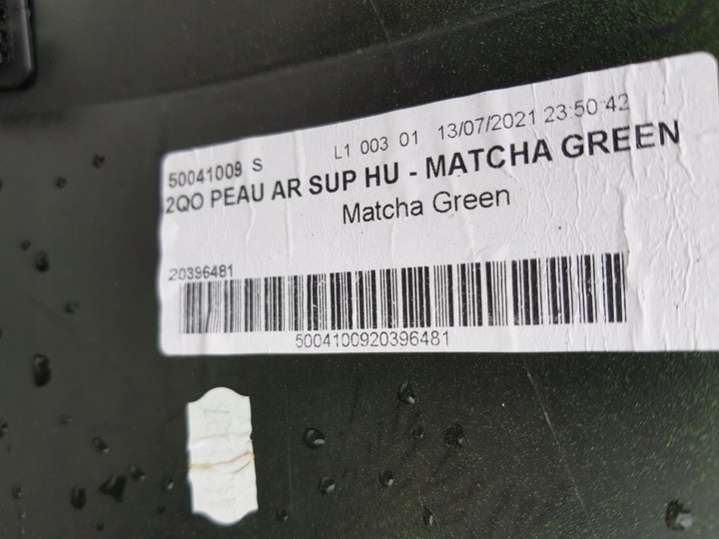 50041009 S L1 003 01 13/07/2021 23:50:42
2QO PEAU AR SUP HU - MATCHA GREEN
Matcha Green
20396481
5004100920396481